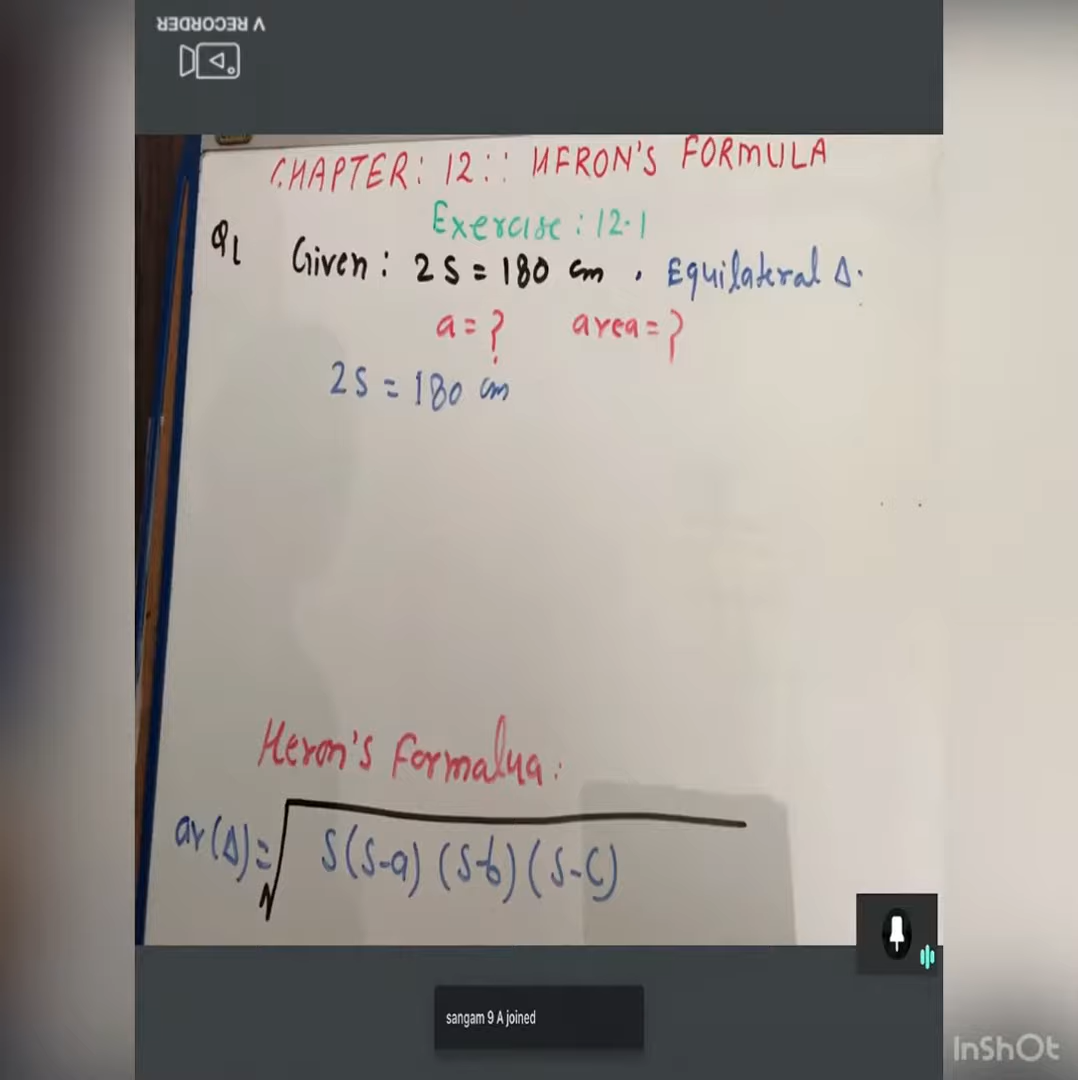 V RECORDER
CHAPTER: 12:: HERON'S FORMULA
Exercise: 12.1
Q1 Given: 2S = 180 cm . Equilateral Δ.
a = ? area = ?
2S = 180 cm
Heron's Formalua:
ar(Δ) = √S(S-a) (S-b) (S-C)
sangam 9 A joined
InShOt